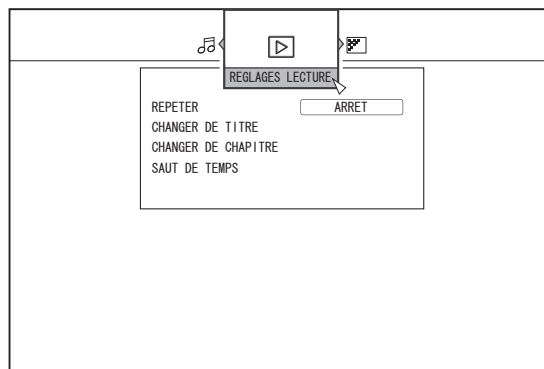 REGLAGES LECTURE
REPETER ARRET
CHANGER DE TITRE
CHANGER DE CHAPITRE
SAUT DE TEMPS